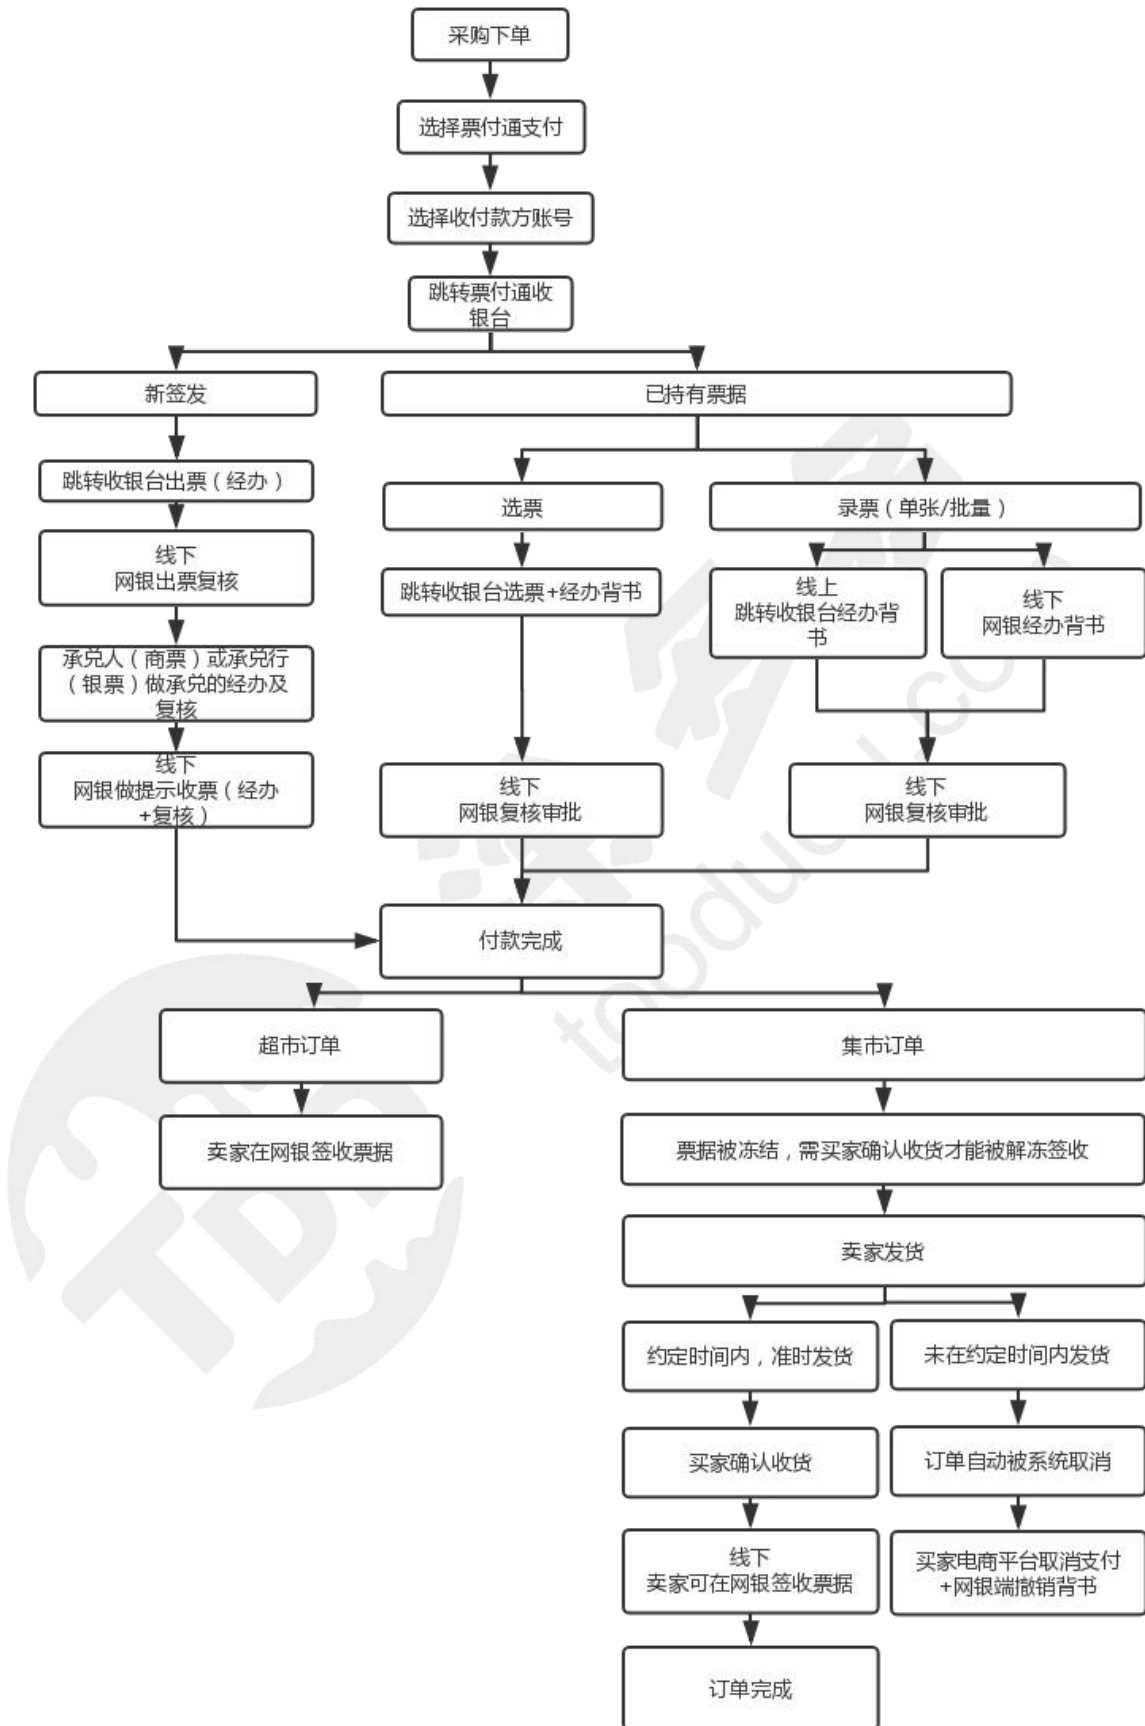 采购下单
选择票付通支付
选择收付款方账号
跳转票付通收
银台
新签发
已持有票据
跳转收银台出票（经办）
选票
录票（单张/批量）
线下
网银出票复核
跳转收银台选票+经办背书
线上
跳转收银台经办背
书
线下
网银经办背书
承兑人（商票）或承兑行
（银票）做承兑的经办及
复核
线下
网银做提示收票（经办
+复核）
线下
网银复核审批
线下
网银复核审批
付款完成
超市订单
集市订单
卖家在网银签收票据
票据被冻结，需买家确认收货才能被解冻签收
卖家发货
约定时间内，准时发货
未在约定时间内发货
买家确认收货
订单自动被系统取消
线下
卖家可在网银签收票据
买家电商平台取消支付
+网银端撤销背书
订单完成